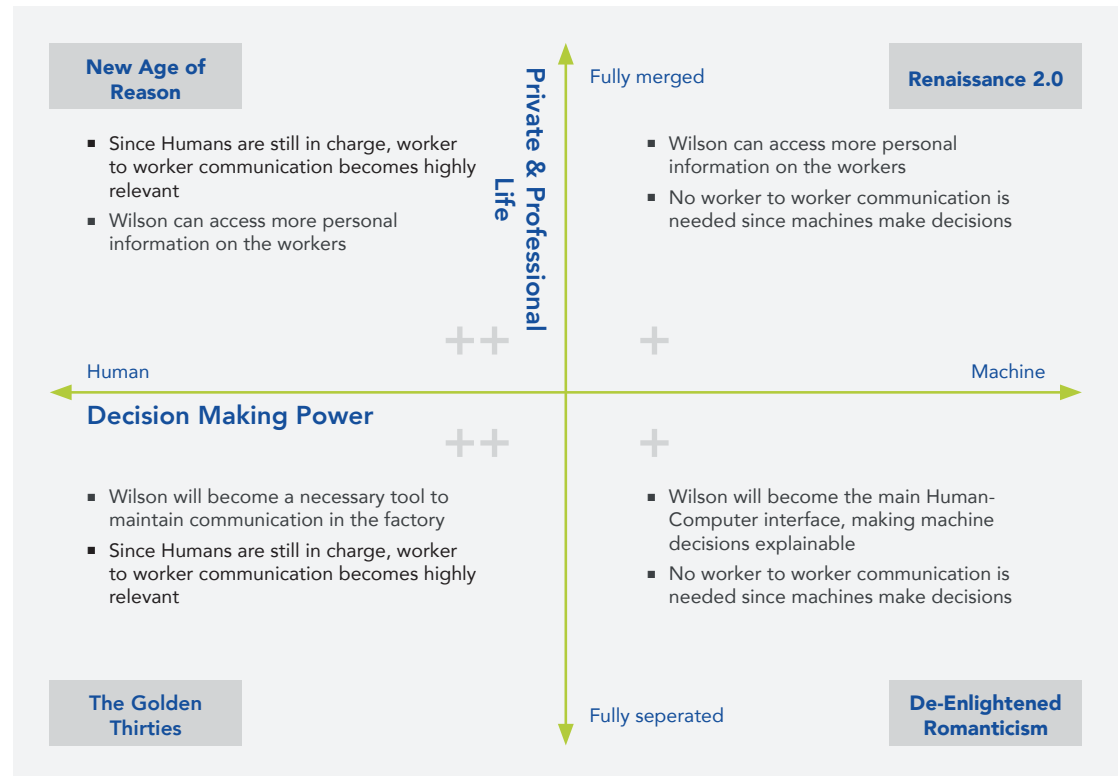 New Age of
Reason
Private & Professional
Life
Fully merged
Renaissance 2.0
▪ Since Humans are still in charge, worker
to worker communication becomes highly
relevant
▪ Wilson can access more personal
information on the workers
▪ Wilson can access more personal
information on the workers
▪ No worker to worker communication is
needed since machines make decisions
++
+
Human
Machine
Decision Making Power
++
+
▪ Wilson will become a necessary tool to
maintain communication in the factory
▪ Since Humans are still in charge, worker
to worker communication becomes highly
relevant
▪ Wilson will become the main Human-
Computer interface, making machine
decisions explainable
▪ No worker to worker communication is
needed since machines make decisions
The Golden
Thirties
Fully seperated
De-Enlightened
Romanticism